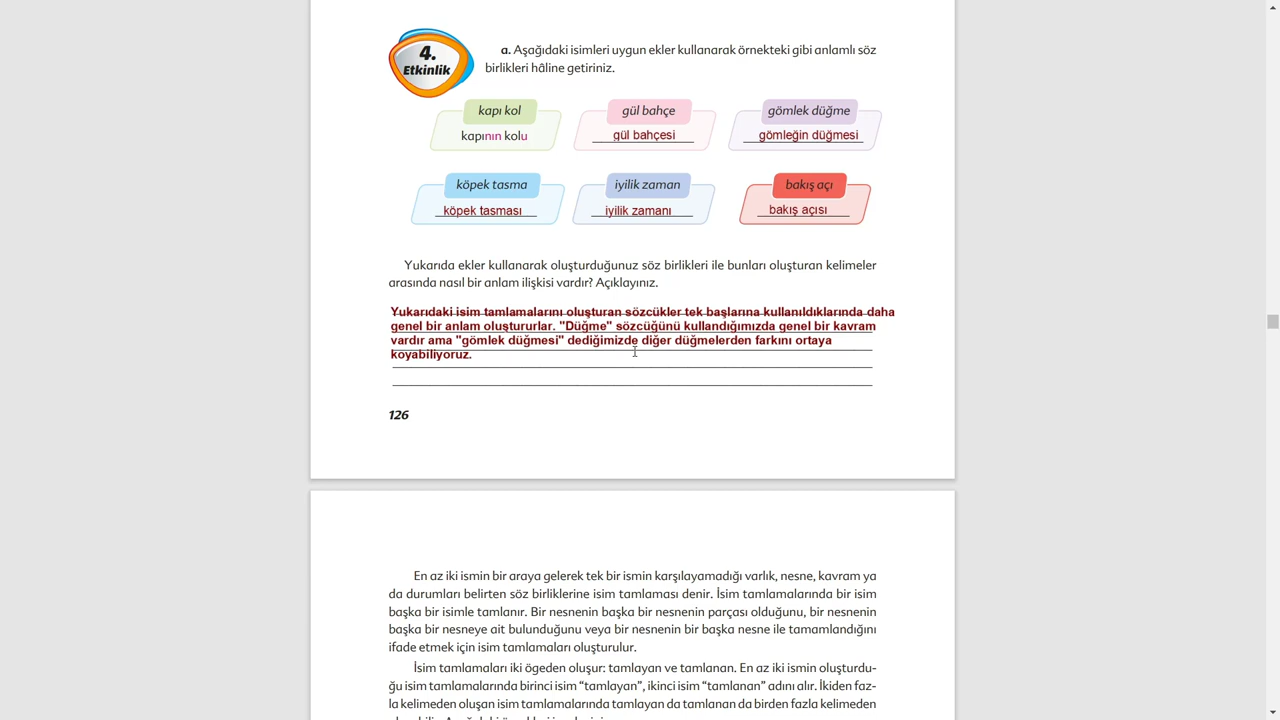 4.
Etkinlik
a. Aşağıdaki isimleri uygun ekler kullanarak örnekteki gibi anlamlı söz
birlikleri hâline getiriniz.
kapı kol
gül bahçe
gömlek düğme
kapının kolu
gül bahçesi
gömleğin düğmesi
köpek tasma
iyilik zaman
bakış açı
köpek tasması
iyilik zamanı
bakış açısı
Yukarıda ekler kullanarak oluşturduğunuz söz birlikleri ile bunları oluşturan kelimeler
arasında nasıl bir anlam ilişkisi vardır? Açıklayınız.
Yukarıdaki isim tamlamalarını oluşturan sözcükler tek başlarına kullanıldıklarında daha
genel bir anlam oluştururlar. "Düğme" sözcüğünü kullandığımızda genel bir kavram
vardır ama "gömlek düğmesi" dediğimizde diğer düğmelerden farkını ortaya
koyabiliyoruz.
126
En az iki ismin bir araya gelerek tek bir ismin karşılayamadığı varlık, nesne, kavram ya
da durumları belirten söz birliklerine isim tamlaması denir. İsim tamlamalarında bir isim
başka bir isimle tamlanır. Bir nesnenin başka bir nesnenin parçası olduğunu, bir nesnenin
başka bir nesneye ait bulunduğunu veya bir nesnenin bir başka nesne ile tamamlandığını
ifade etmek için isim tamlamaları oluşturulur.
İsim tamlamaları iki ögeden oluşur: tamlayan ve tamlanan. En az iki ismin oluşturdu-
ğu isim tamlamalarında birinci isim “tamlayan”, ikinci isim “tamlanan” adını alır. İkiden faz-
la kelimeden oluşan isim tamlamalarında tamlayan da tamlanan da birden fazla kelimeden